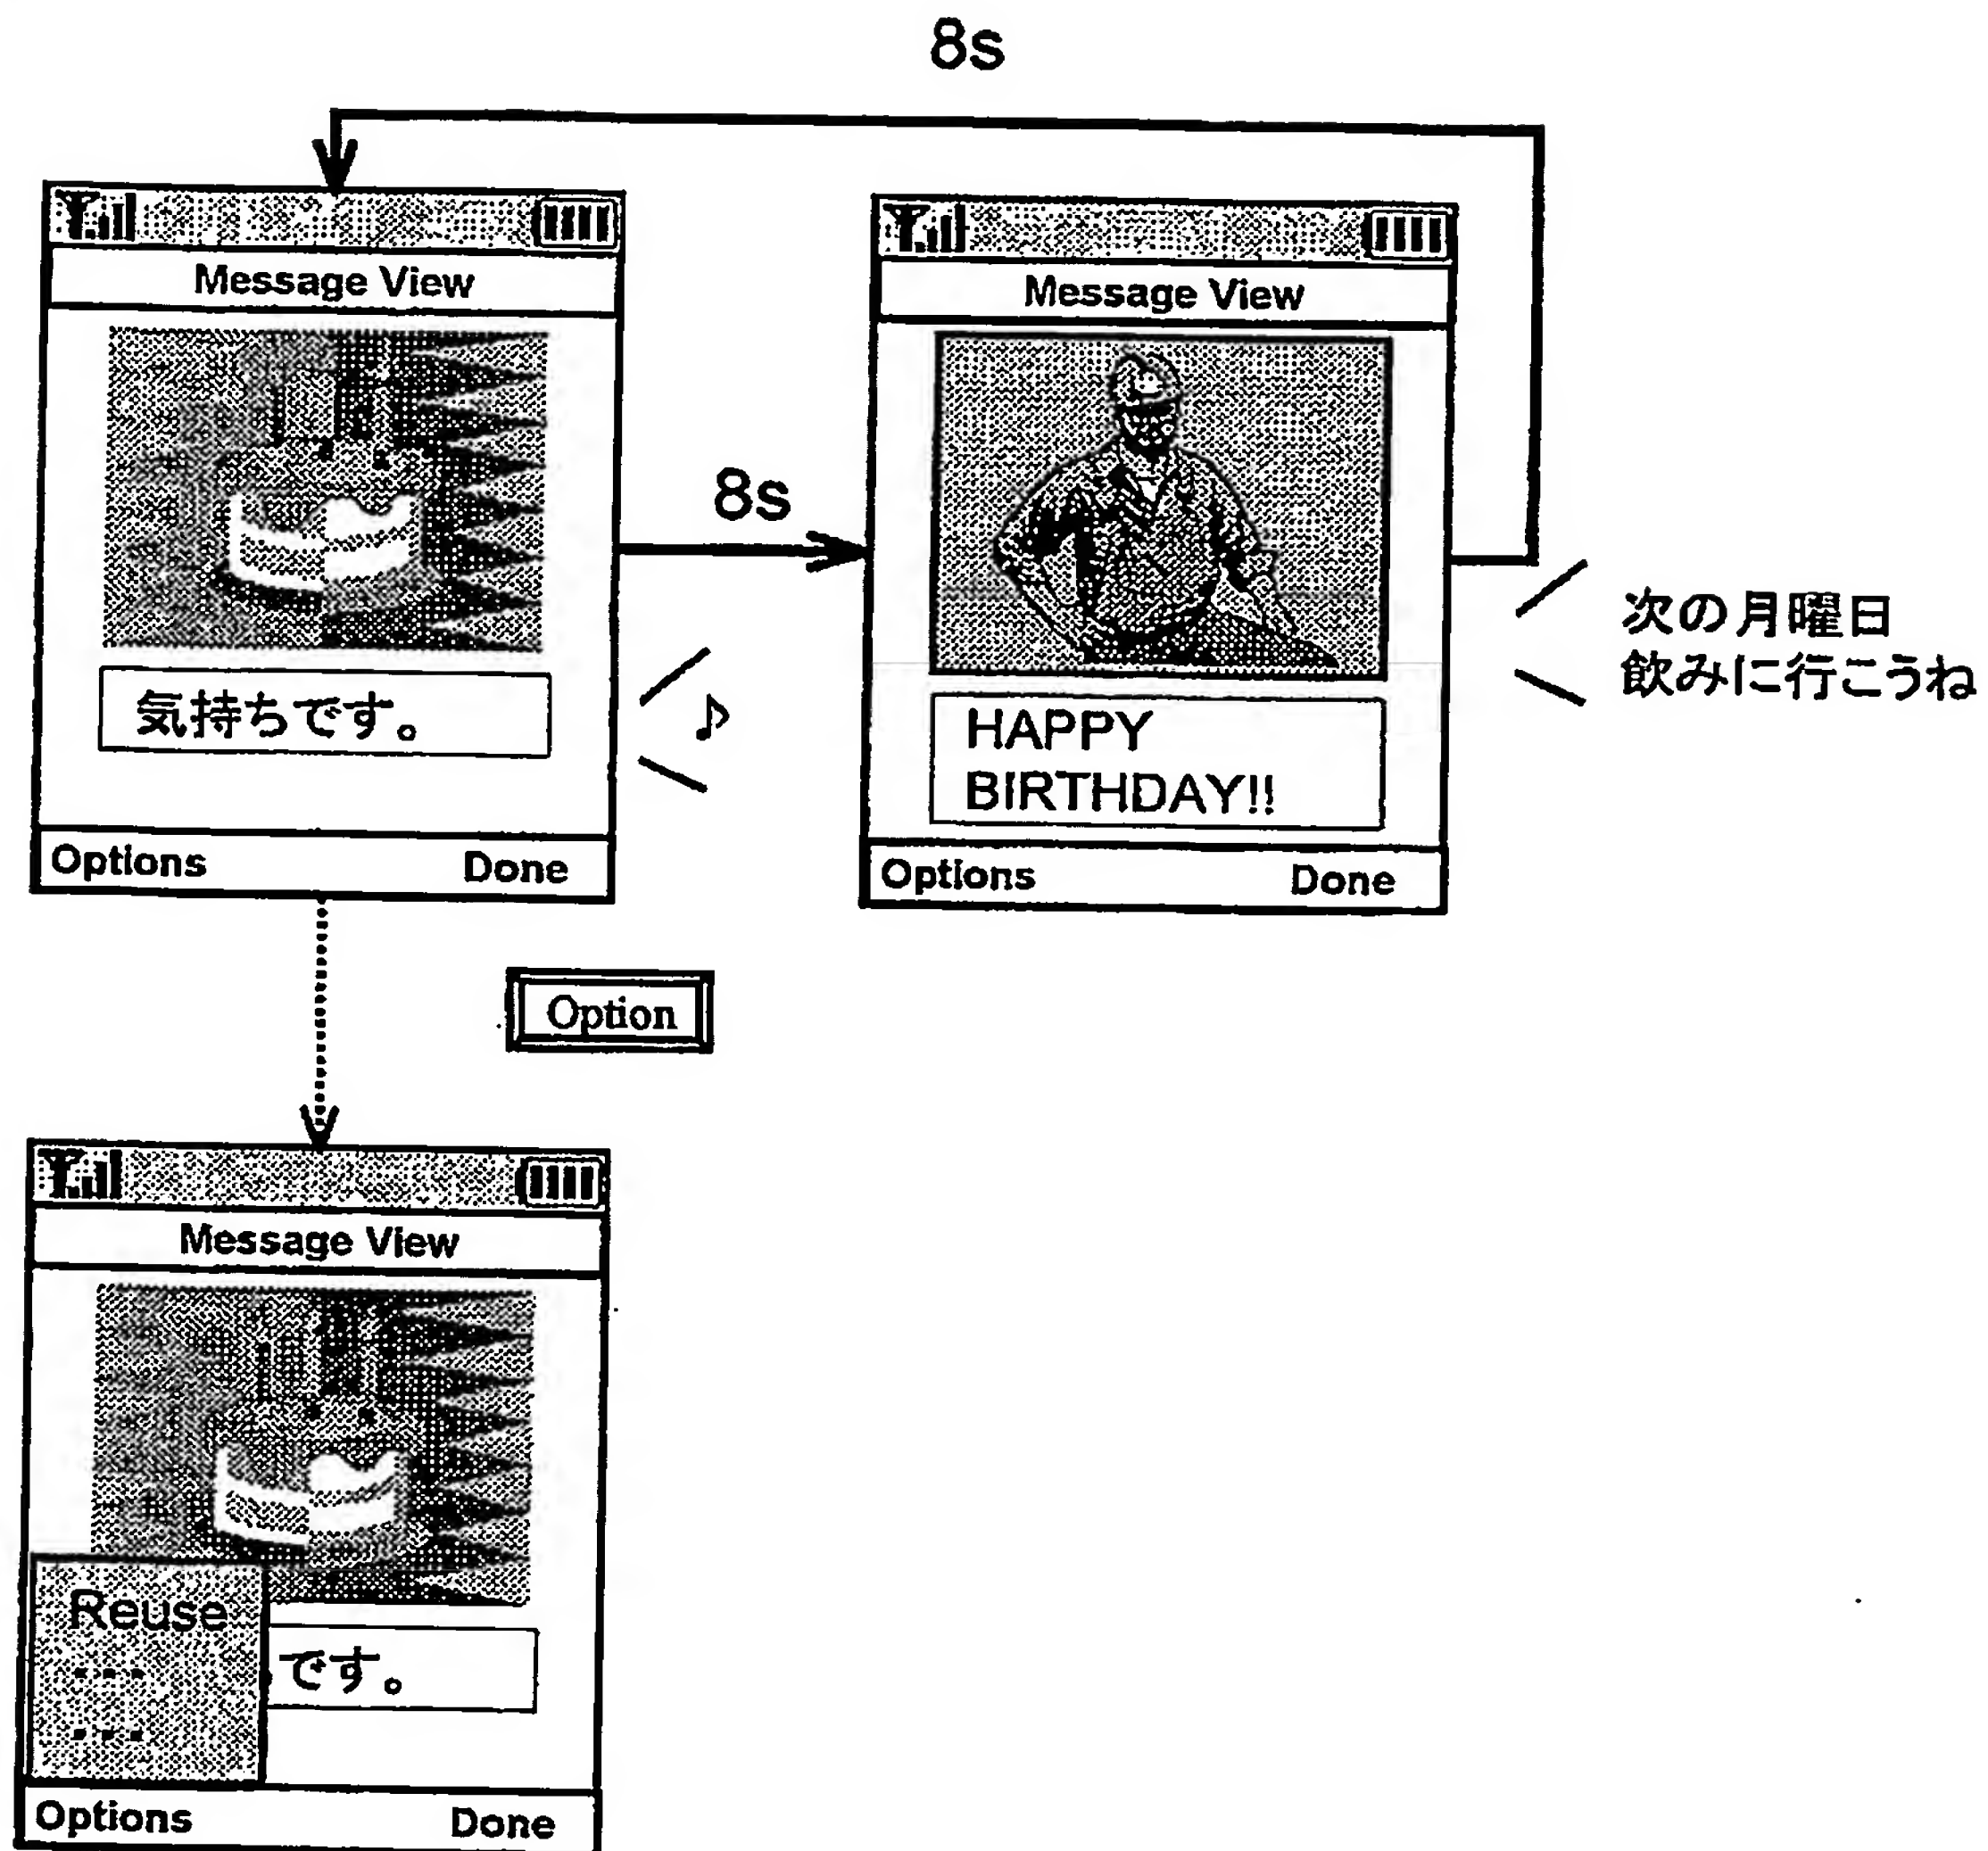 8s
Message View
気持ちです。
♪
Options Done
8s
Message View
HAPPY
BIRTHDAY!!
Options Done
次の月曜日
飲みに行こうね
Option
Message View
Reuse
...
...
です。
Options Done